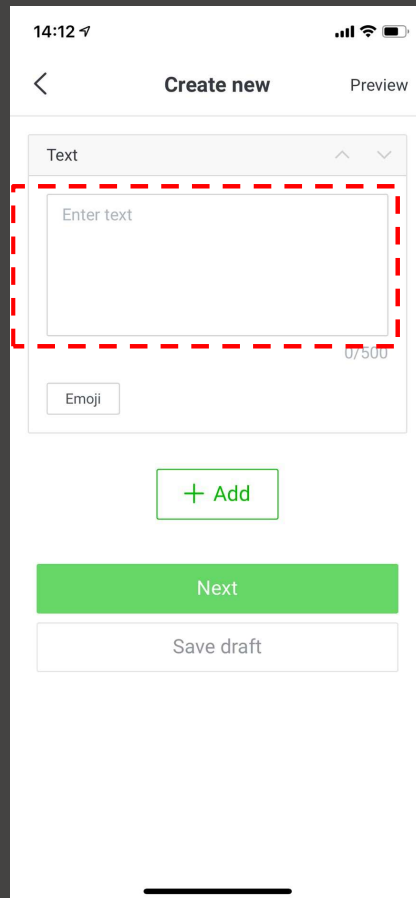 14:12
Create new
Preview
Text
Enter text
0/500
Emoji
+ Add
Next
Save draft